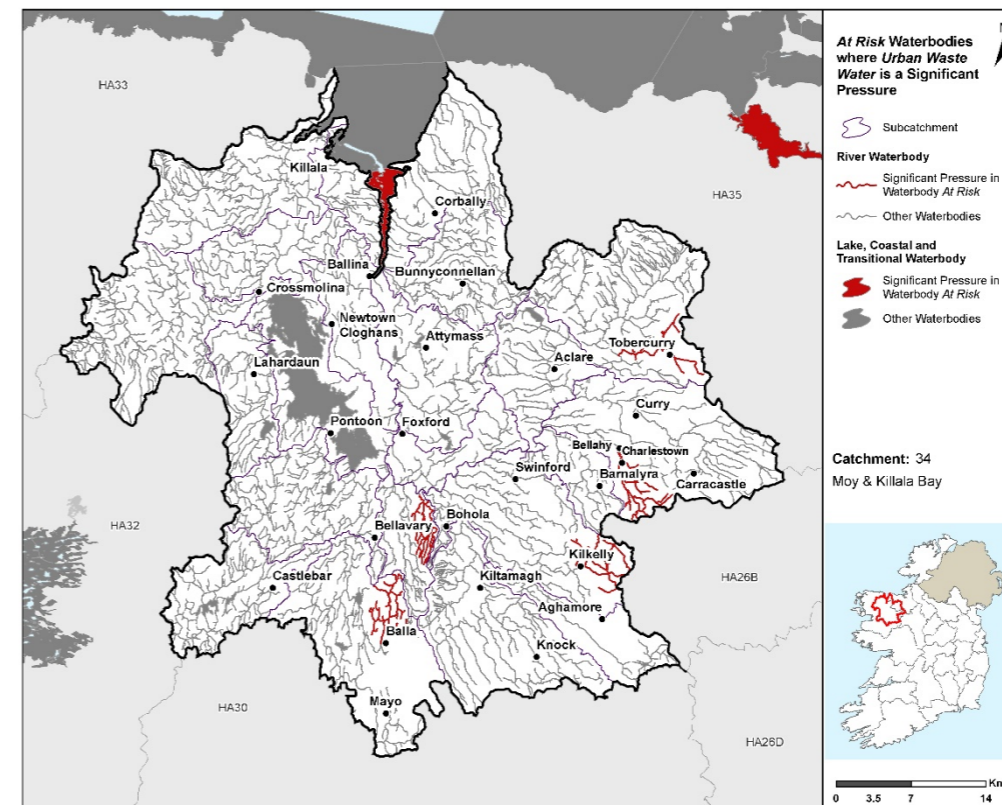 HA33
HA35
Killala
Corbally
Ballina
Bunnyconnellan
Crossmolina
Newtown
Cloghans
Attymass
Tobercurry
Lahardaun
Aclare
Curry
Pontoon
Foxford
Bellahy
Charlestown
Swinford
Barnalyra
Carracastle
HA32
Bellavary
Bohola
Kilkelly
Castlebar
Kiltamagh
HA26B
Aghamore
Balla
Knock
HA30
Mayo
HA26D
At Risk Waterbodies
where Urban Waste
Water is a Significant
Pressure
Subcatchment
River Waterbody
Significant Pressure in
Waterbody At Risk
Other Waterbodies
Lake, Coastal and
Transitional Waterbody
Significant Pressure in
Waterbody At Risk
Other Waterbodies
Catchment: 34
Moy & Killala Bay
0 3.5 7 14